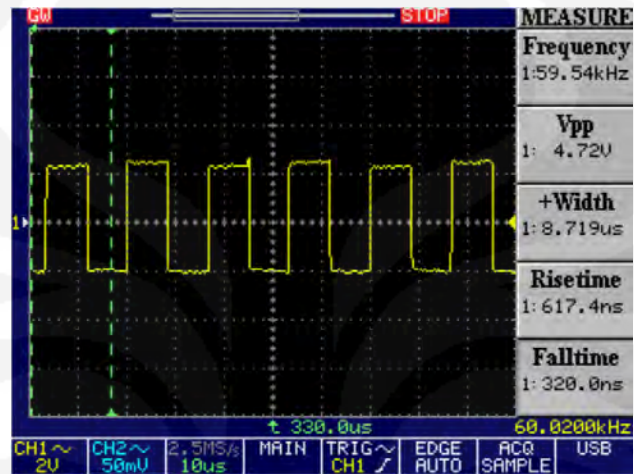 GW STOP MEASURE
Frequency
1:59.54kHz
Vpp
1: 4.72V
+Width
1:8.719us
Risetime
1:617.4ns
Falltime
1:320.0ns
1
330.0us 60.0200kHz
CH1 CH2 2.5MS/s MAIN TRIG EDGE ACQ USB
2V 50mV 10us CH1 AUTO SAMPLE